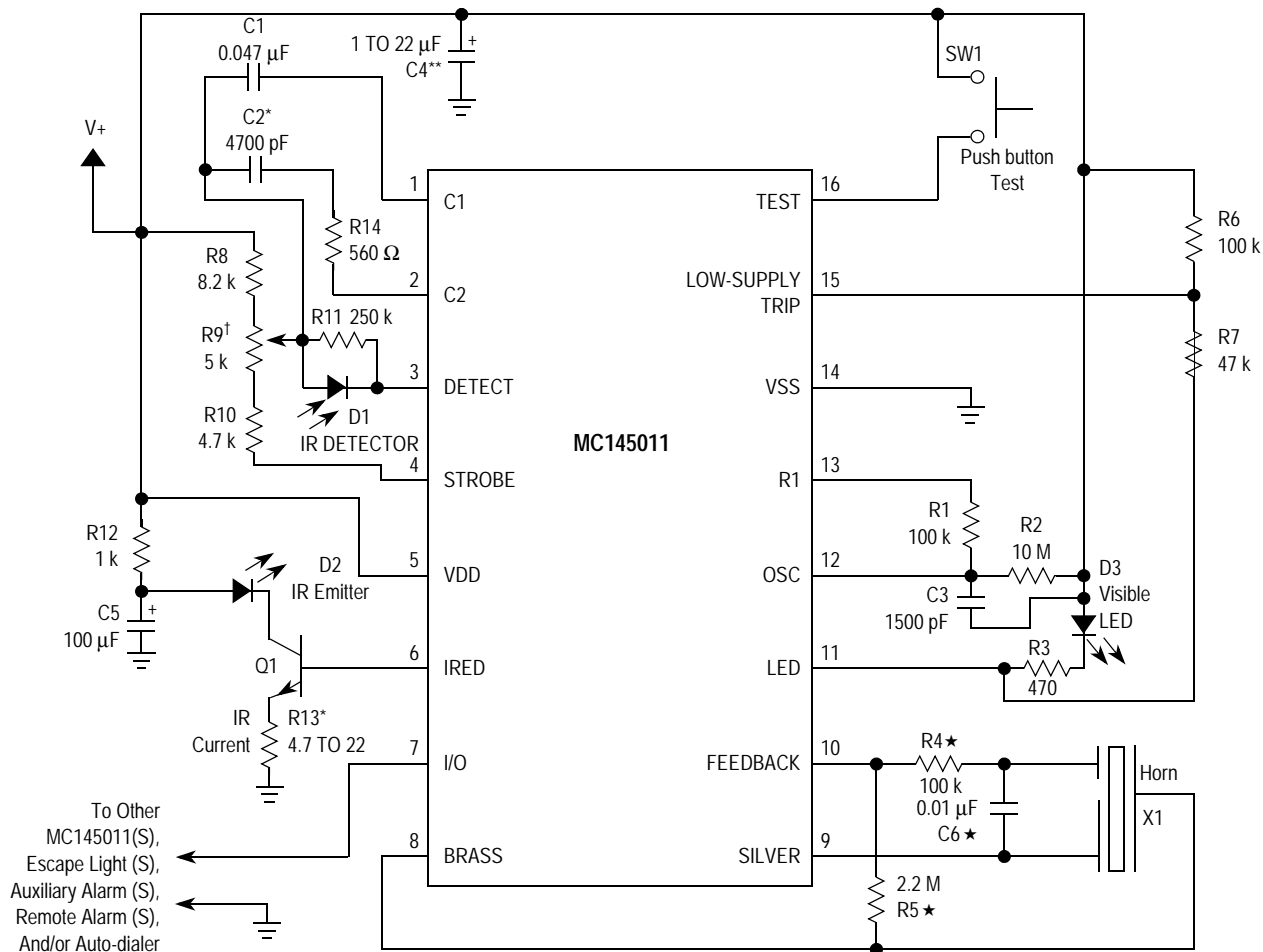 C1
0.047 µF
1 TO 22 µF
+
C4**
SW1
C2*
4700 pF
V+
Push button
Test
1
C1
16
TEST
R14
560 Ω
R6
100 k
R8
8.2 k
2
C2
15
LOW-SUPPLY
TRIP
R11 250 k
R9†
5 k
R7
47 k
3
DETECT
14
VSS
D1
IR DETECTOR
R10
4.7 k
MC145011
4
STROBE
13
R1
R1
100 k
R2
10 M
R12
1 k
D2
IR Emitter
5
VDD
12
OSC
D3
Visible
LED
C3
1500 pF
C5
100 µF
+
Q1
6
IRED
11
LED
R3
470
IR
Current
R13*
4.7 TO 22
7
I/O
10
FEEDBACK
R4★
100 k
0.01 µF
C6★
Horn
X1
To Other
MC145011(S),
Escape Light (S),
Auxiliary Alarm (S),
Remote Alarm (S),
And/or Auto-dialer
8
BRASS
9
SILVER
2.2 M
R5★